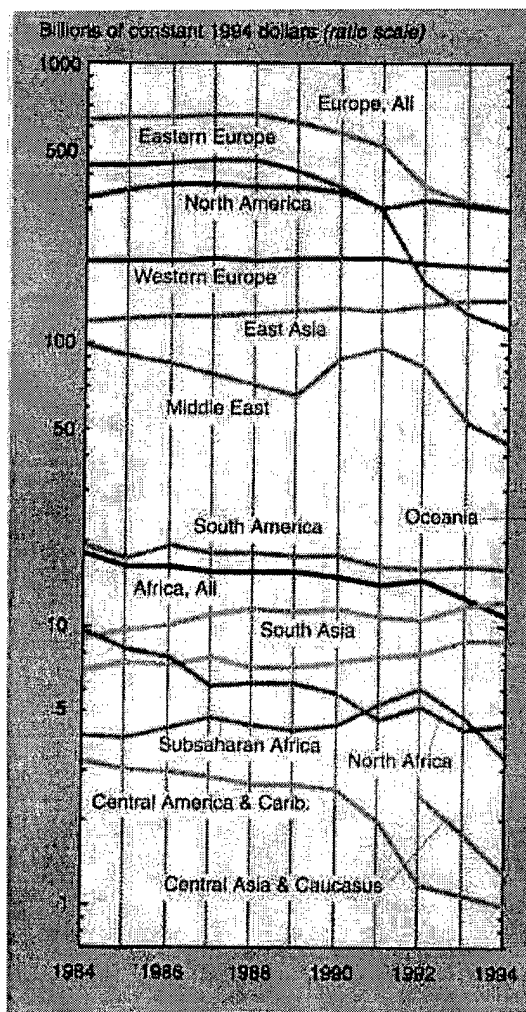 Billions of constant 1994 dollars (ratio scale)
1000
Europe, All
Eastern Europe
500
North America
Western Europe
East Asia
100
Middle East
50
Oceania
South America
Africa, All
10
South Asia
5
Subsaharan Africa
North Africa
Central America & Carib.
Central Asia & Caucasus
1
1984 1986 1988 1990 1992 1994